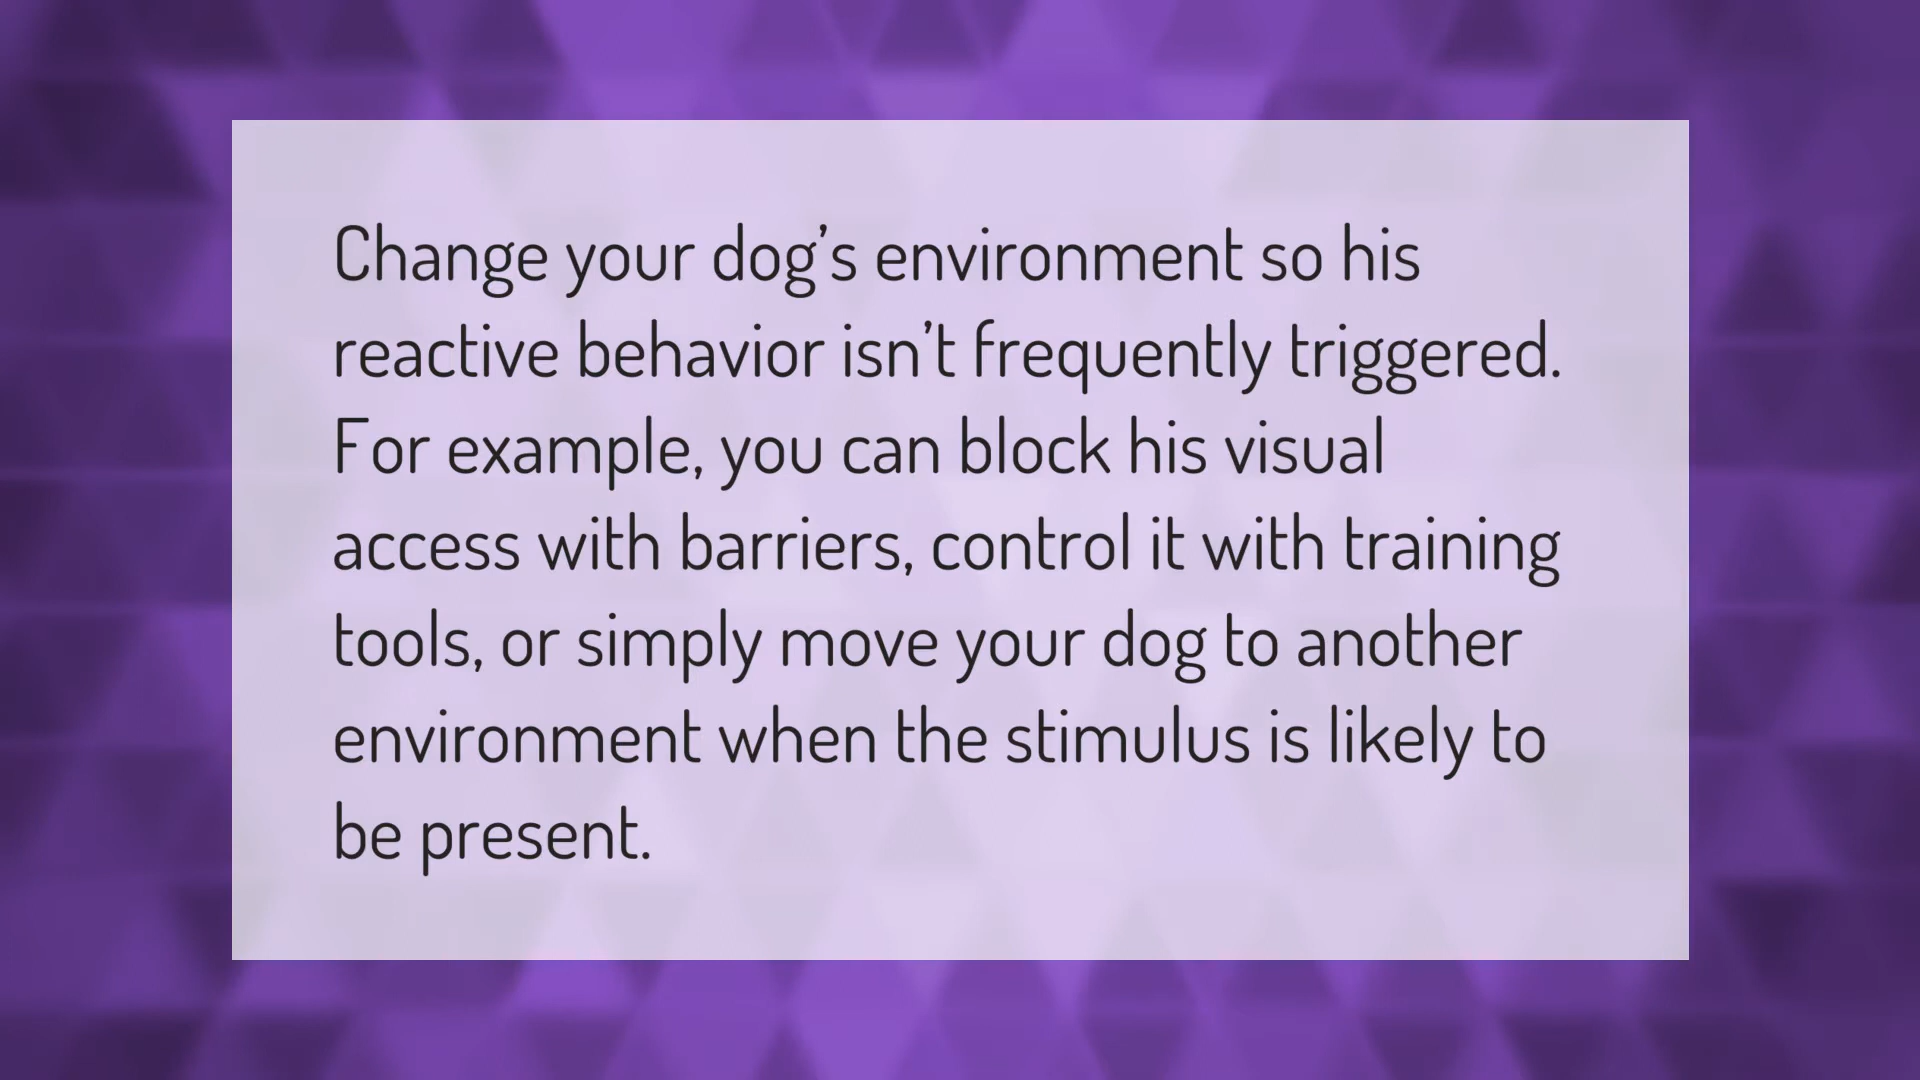 Change your dog’s environment so his
reactive behavior isn’t frequently triggered.
For example, you can block his visual
access with barriers, control it with training
tools, or simply move your dog to another
environment when the stimulus is likely to
be present.